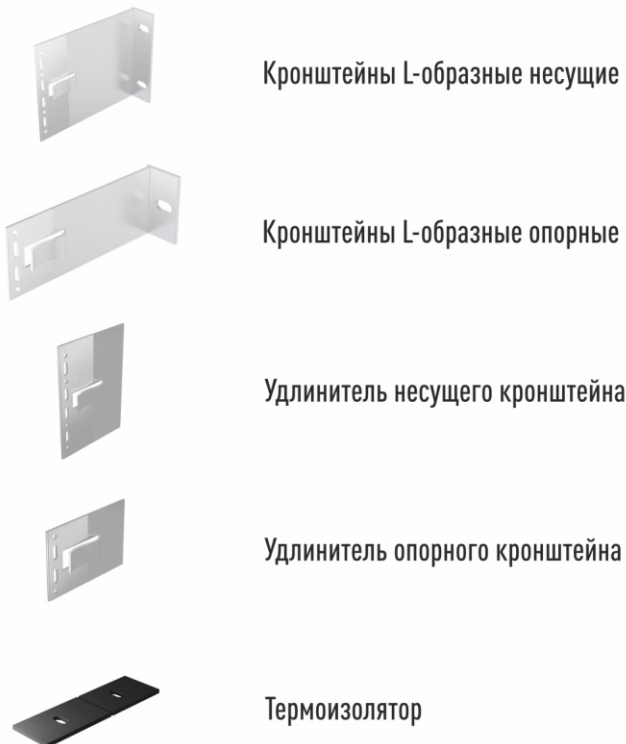 Кронштейны L-образные несущие
Кронштейны L-образные опорные
Удлинитель несущего кронштейна
Удлинитель опорного кронштейна
Термоизолятор